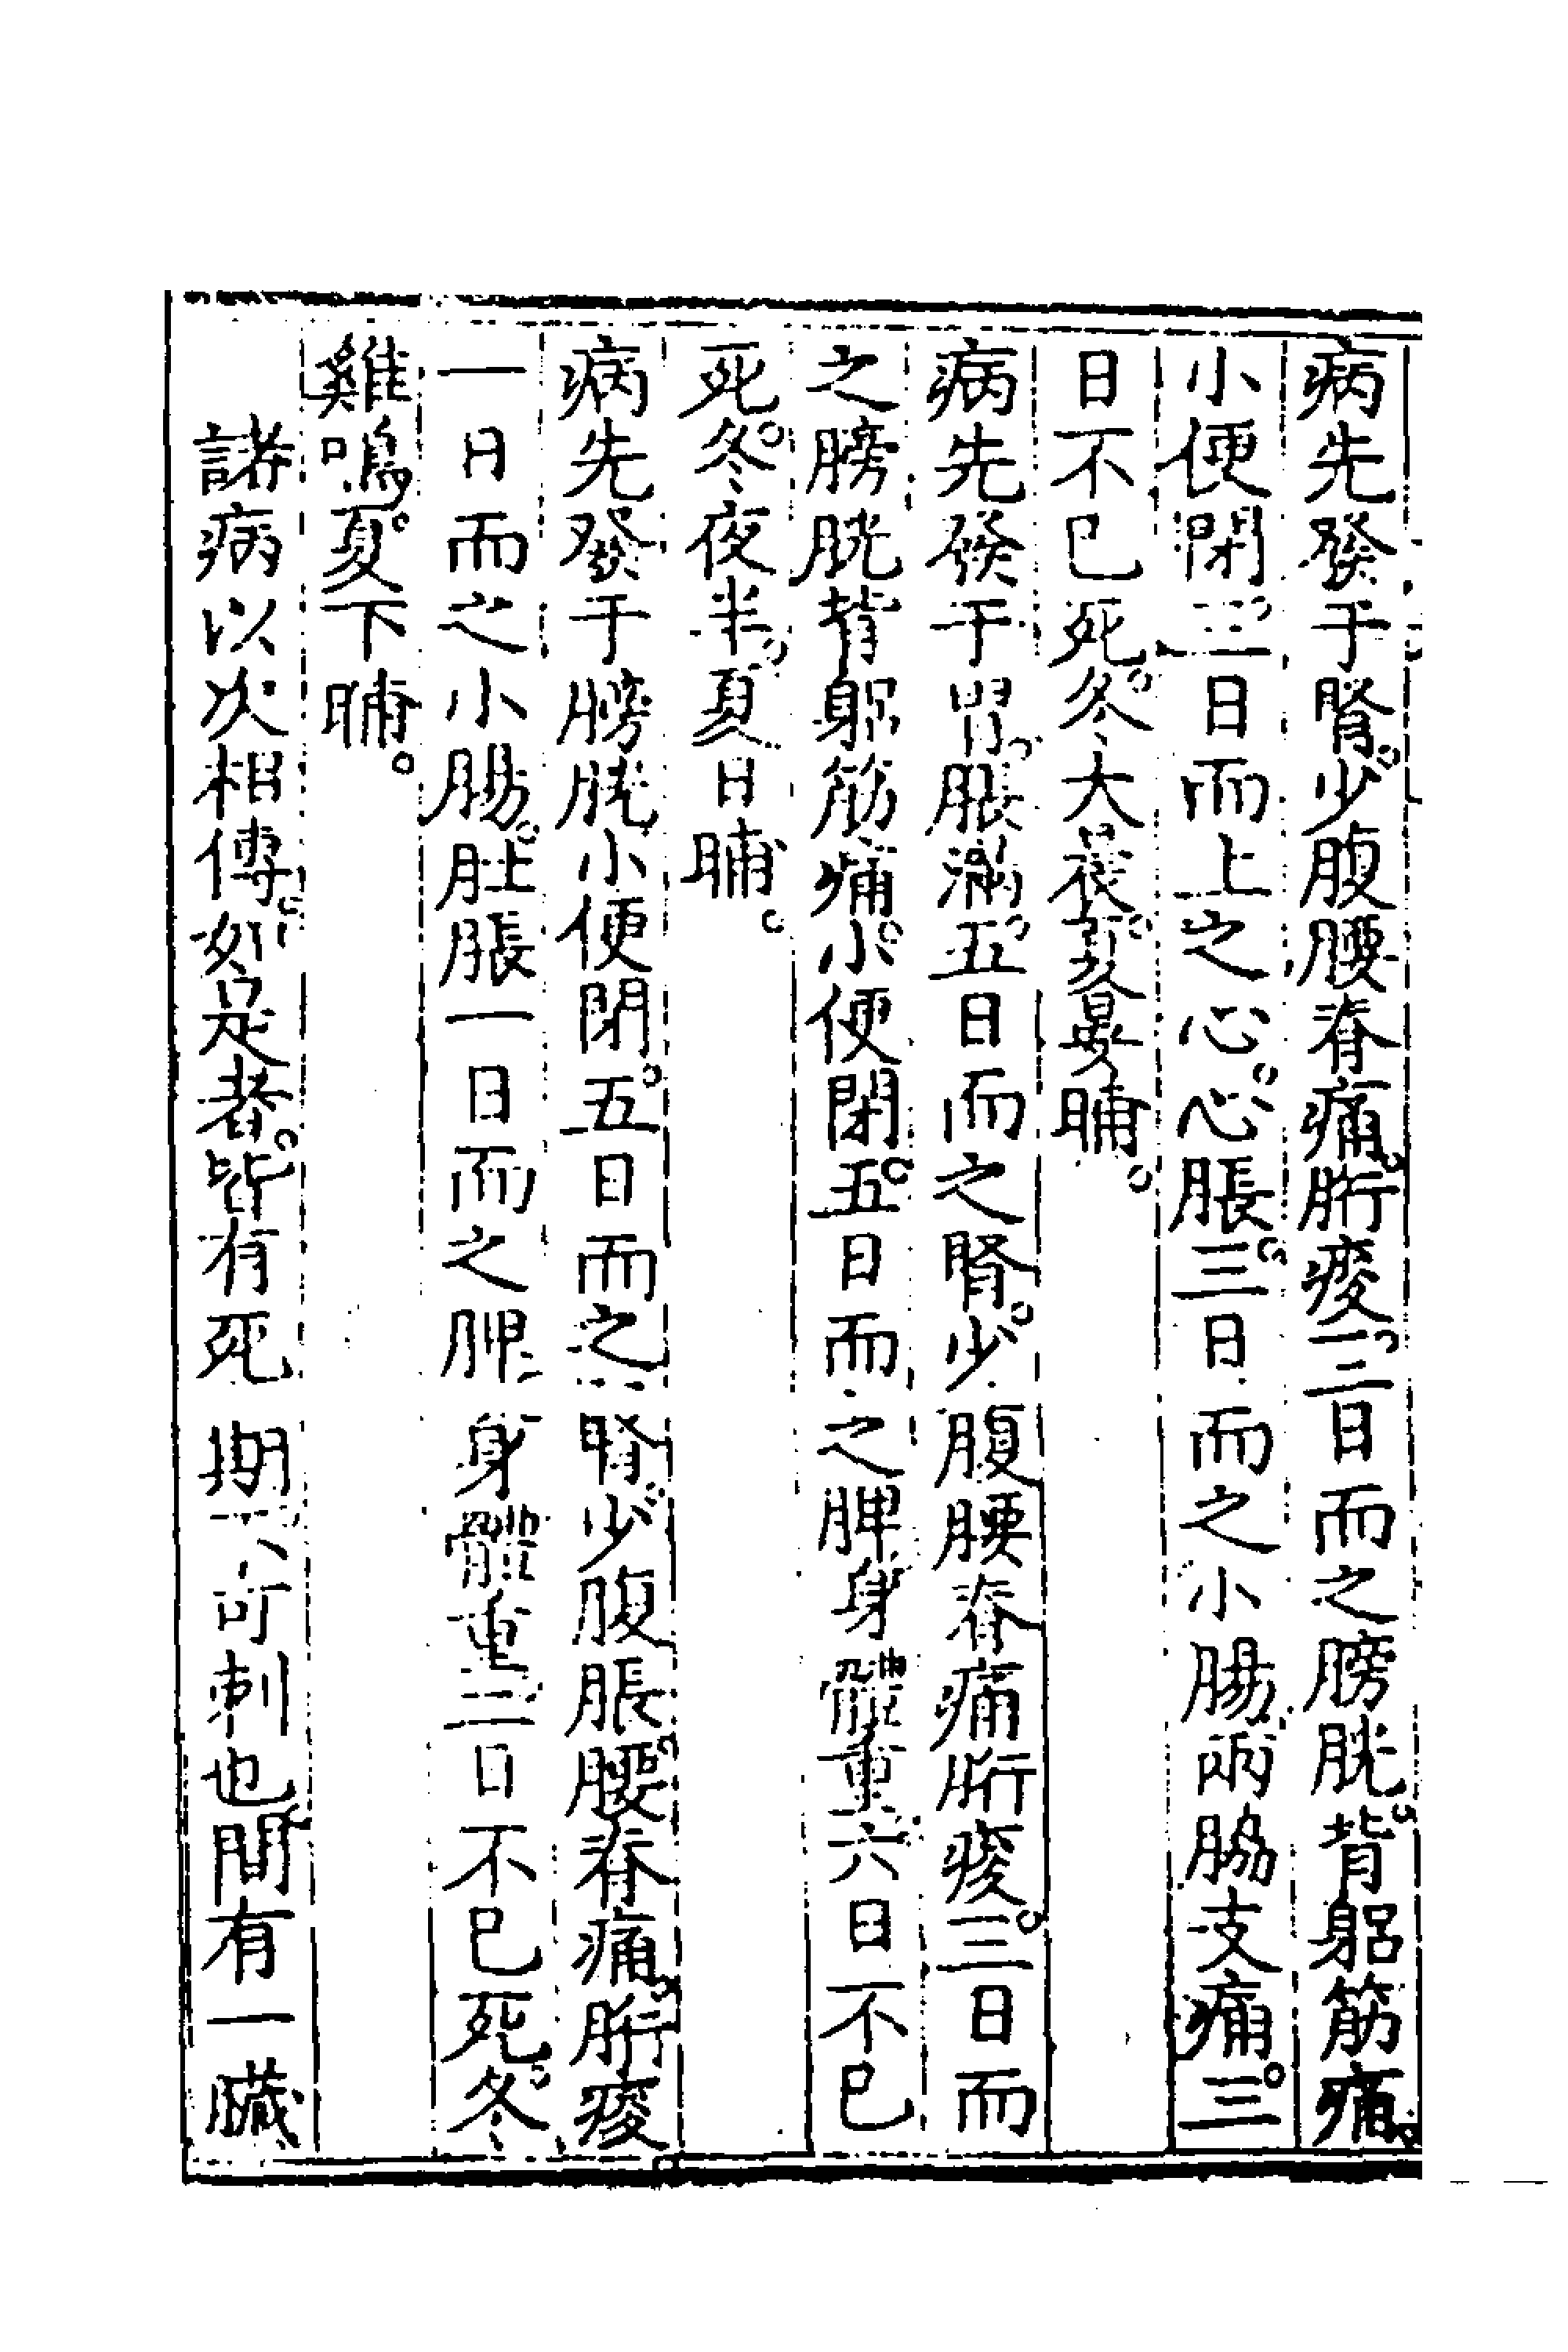 病先發于腎。少腹腰脊痛。胻痠。三日而之膀胱。背䏚筋痛。
小便閉。三日而上之心。心脹。三日而之小腸。兩脇支痛。三
日不已死。冬大晨。夏晏晡。
病先發于胃。脹滿。五日而之腎。少腹腰脊痛胻痠。三日而
之膀胱背䏚筋痛。小便閉。五日而之脾身體重。六日不已
死。冬夜半。夏日晡。
病先發于膀胱小便閉。五日而之腎。少腹脹。腰脊痛。胻痠
一日而之小腸。肚脹一日而之脾身體重二日不已死。冬
雞鳴。夏下晡。
諸病以次相傳。如是者。皆有死期不可刺也。間有一臟